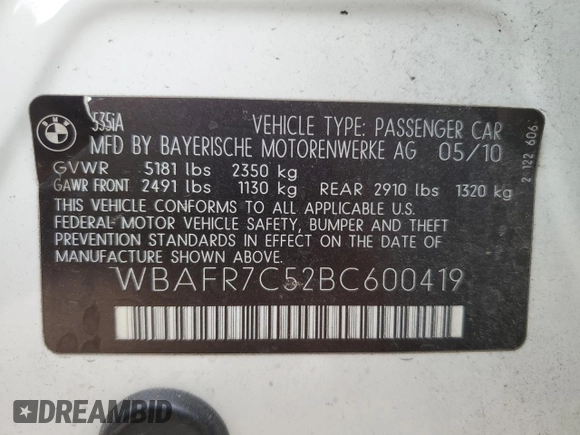 BMW
535iA
VEHICLE TYPE: PASSENGER CAR
MFD BY BAYERISCHE MOTORENWERKE AG 05/10
GVWR 5181 lbs 2350 kg
GAWR FRONT 2491 lbs 1130 kg REAR 2910 lbs 1320 kg
THIS VEHICLE CONFORMS TO ALL APPLICABLE U.S.
FEDERAL MOTOR VEHICLE SAFETY, BUMPER AND THEFT
PREVENTION STANDARDS IN EFFECT ON THE DATE OF
MANUFACTURE SHOWN ABOVE.
WBAFR7C52BC600419
2 122 606
DREAMBID